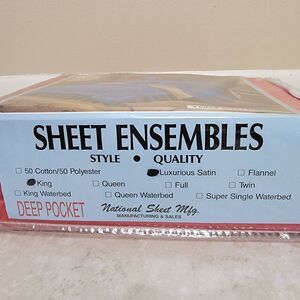 SHEET ENSEMBLES
STYLE • QUALITY
50 Cotton/50 Polyester Luxurious Satin Flannel
King Queen Full Twin
King Waterbed Queen Waterbed Super Single Waterbed
DEEP POCKET National Sheet Mfg.
MANUFACTURING & SALES